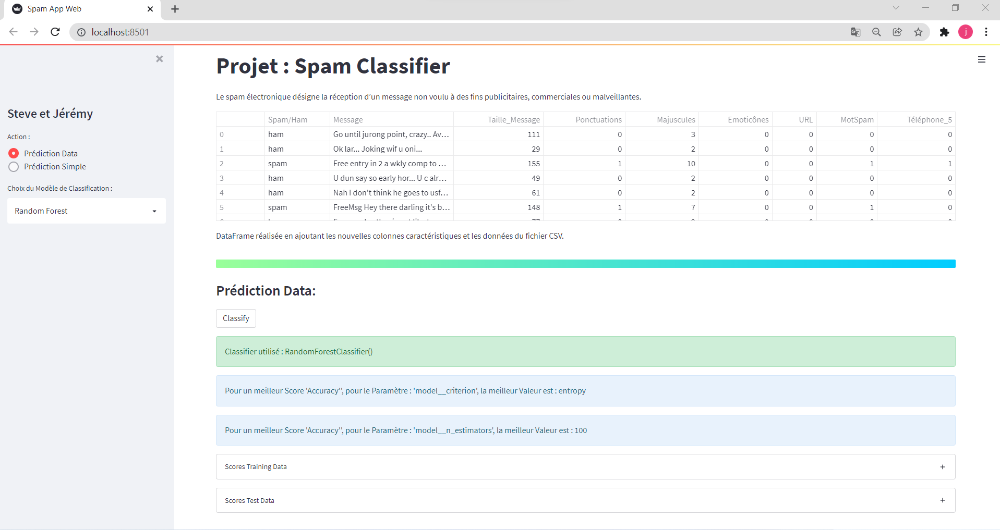 Spam App Web
localhost:8501
j
Steve et Jérémy
Action :
Prédiction Data
Prédiction Simple
Choix du Modèle de Classification :
Random Forest
Projet : Spam Classifier
Le spam électronique désigne la réception d'un message non voulu à des fins publicitaires, commerciales ou malveillantes.
Spam/Ham Message Taille_Message Ponctuations Majuscules Emoticônes URL MotSpam Téléphone_5
0 ham Go until jurong point, crazy.. Av... 111 0 3 0 0 0 0
1 ham Ok lar... Joking wif u oni... 29 0 2 0 0 0 0
2 spam Free entry in 2 a wkly comp to ... 155 1 10 0 0 1 1
3 ham U dun say so early hor... U c alr... 49 0 2 0 0 0 0
4 ham Nah I don't think he goes to usf... 61 0 2 0 0 0 0
5 spam FreeMsg Hey there darling it's b... 148 1 7 0 0 1 0
DataFrame réalisée en ajoutant les nouvelles colonnes caractéristiques et les données du fichier CSV.
Prédiction Data:
Classify
Classifier utilisé : RandomForestClassifier()
Pour un meilleur Score 'Accuracy'', pour le Paramètre : 'model__criterion', la meilleur Valeur est : entropy
Pour un meilleur Score 'Accuracy'', pour le Paramètre : 'model__n_estimators', la meilleur Valeur est : 100
Scores Training Data
Scores Test Data